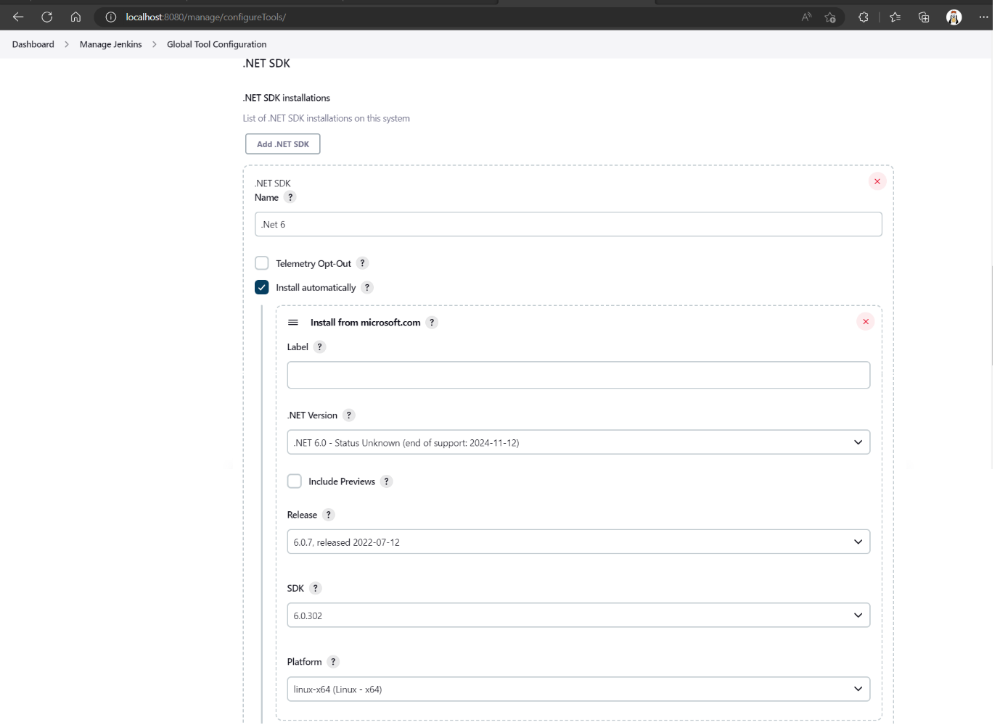 localhost:8080/manage/configureTools/
Dashboard > Manage Jenkins > Global Tool Configuration
.NET SDK
.NET SDK installations
List of .NET SDK installations on this system
Add .NET SDK
.NET SDK
Name ?
.Net 6
Telemetry Opt-Out ?
Install automatically ?
Install from microsoft.com ?
Label ?
.NET Version ?
.NET 6.0 - Status Unknown (end of support: 2024-11-12)
Include Previews ?
Release ?
6.0.7, released 2022-07-12
SDK ?
6.0.302
Platform ?
linux-x64 (Linux - x64)